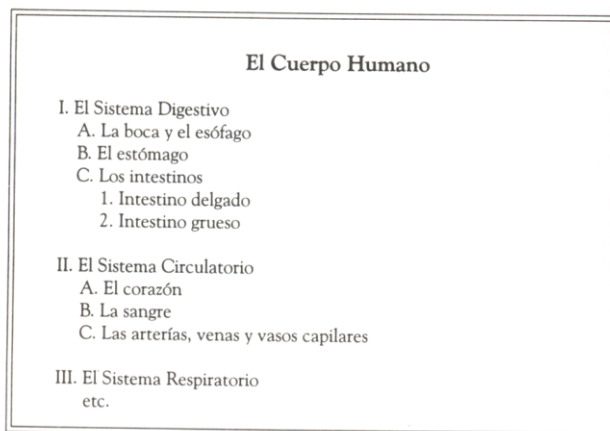 El Cuerpo Humano
I. El Sistema Digestivo
A. La boca y el esófago
B. El estómago
C. Los intestinos
1. Intestino delgado
2. Intestino grueso
II. El Sistema Circulatorio
A. El corazón
B. La sangre
C. Las arterías, venas y vasos capilares
III. El Sistema Respiratorio
etc.